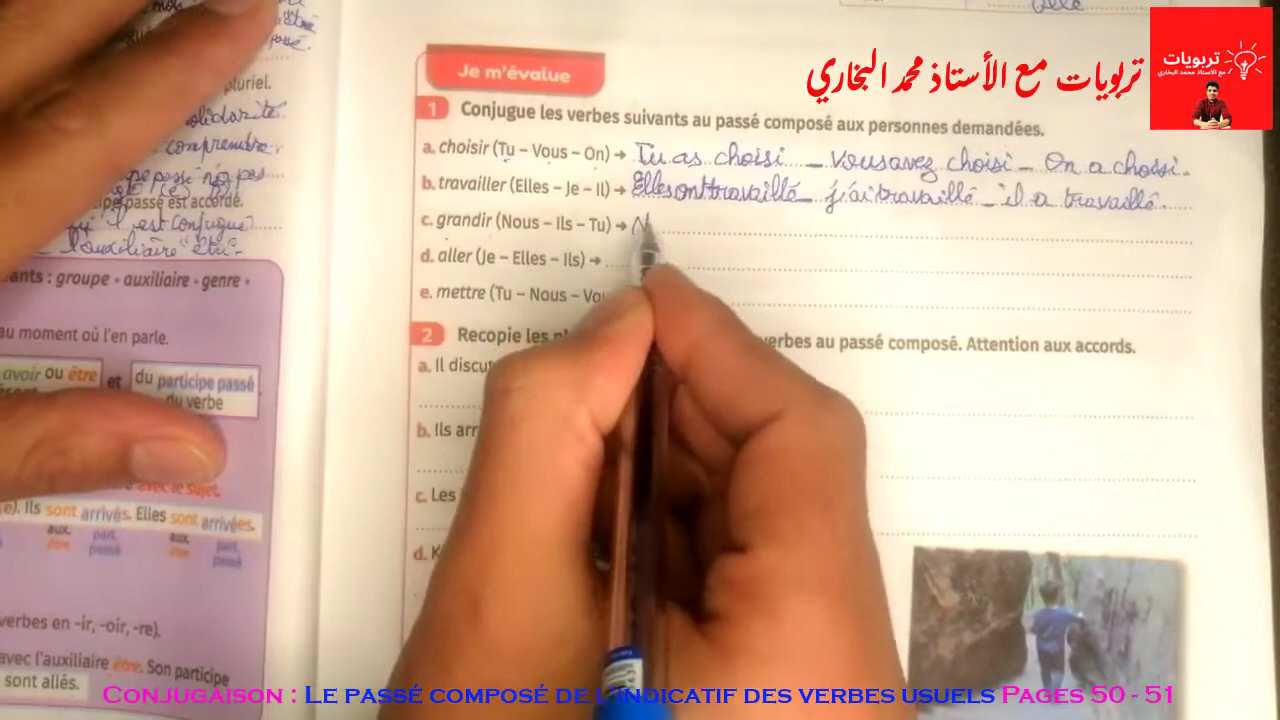 تربويات مع الأستاذ محمد البخاري
تربويات
مع الأستاذ محمد البخاري
pluriel.
solidarité
comprendre
passé est accordé.
il est conjugué
l'auxiliaire être
ants : groupe • auxiliaire • genre •
au moment où l'en parle.
avoir ou être et du participe passé
du verbe
avec le sujet.
e). Ils sont arrivés. Elles sont arrivées.
aux. part. aux. part.
être passé être passé
verbes en -ir, -oir, -re).
avec l'auxiliaire être. Son participe
sont allés.
Je m'évalue
1 Conjugue les verbes suivants au passé composé aux personnes demandées.
a. choisir (Tu – Vous – On) → Tu as choisi – Vous avez choisi – On a choisi.
b. travailler (Elles – Je – Il) → Elles ont travaillé – j'ai travaillé – il a travaillé.
c. grandir (Nous – Ils – Tu) → N
d. aller (Je – Elles – Ils) →
e. mettre (Tu – Nous – Vou
2 Recopie les verbes au passé composé. Attention aux accords.
a. Il discut
b. Ils arr
c. Les
d. K
Conjugaison : Le passé composé de l'indicatif des verbes usuels Pages 50 - 51